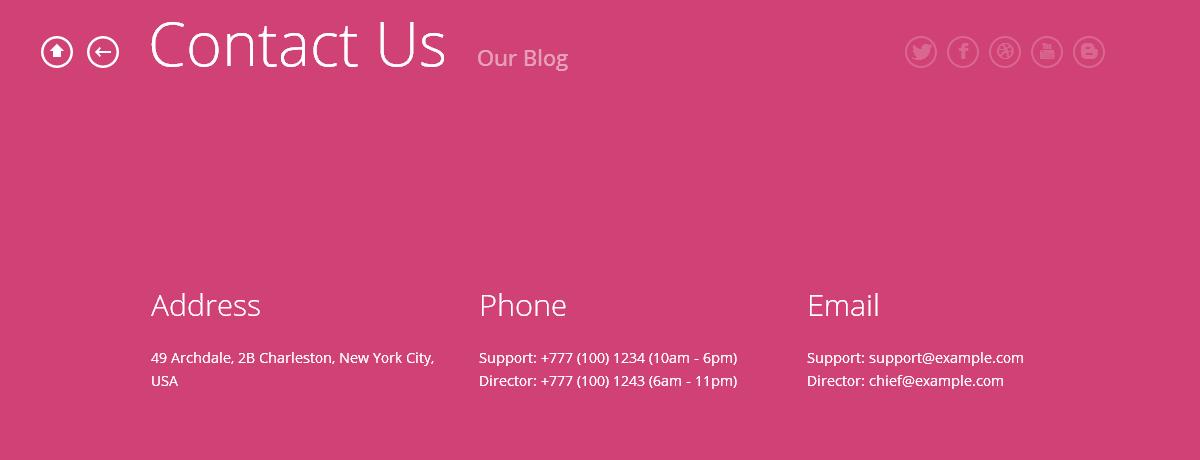 Contact Us
Our Blog
Address
49 Archdale, 2B Charleston, New York City,
USA
Phone
Support: +777 (100) 1234 (10am - 6pm)
Director: +777 (100) 1243 (6am - 11pm)
Email
Support: support@example.com
Director: chief@example.com